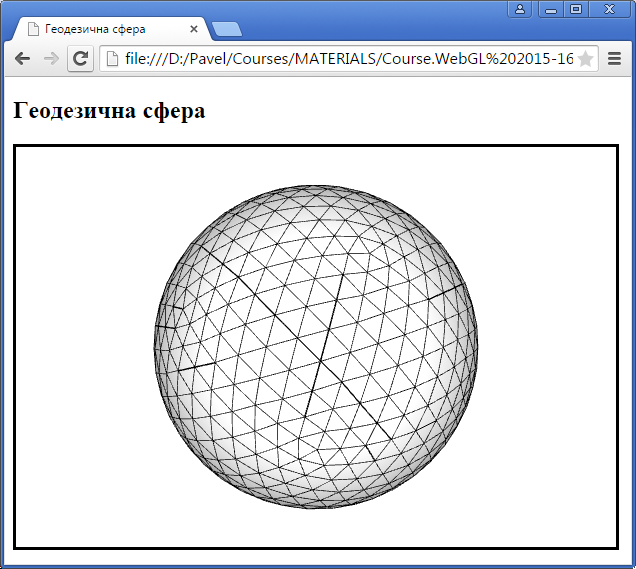 Геодезична сфера
file:///D:/Pavel/Courses/MATERIALS/Course.WebGL%202015-16
Геодезична сфера